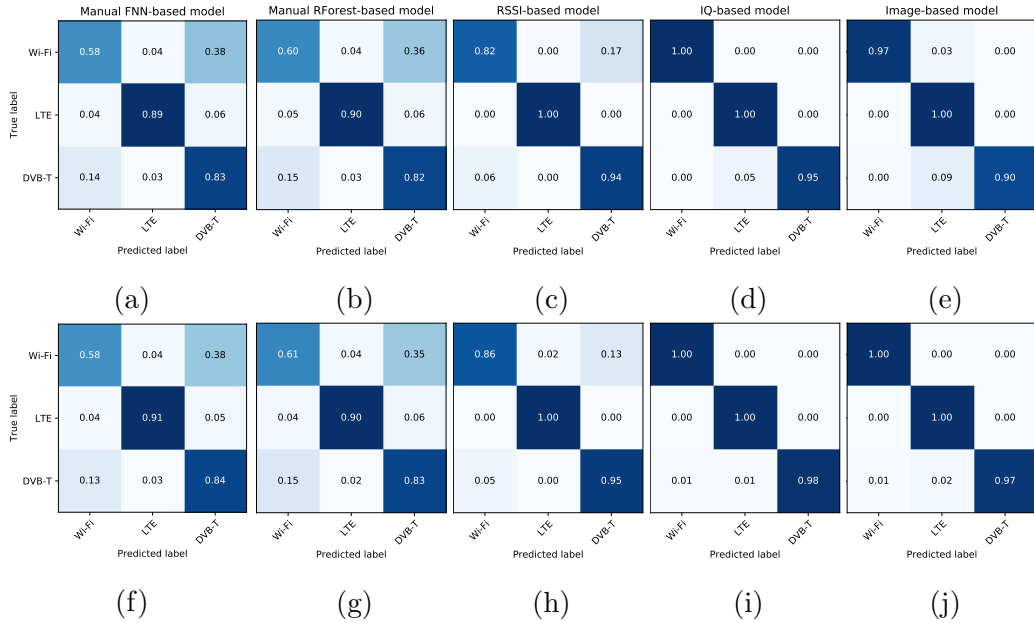 Manual FNN-based model Manual RForest-based model RSSI-based model IQ-based model Image-based model
Wi-Fi 0.58 0.04 0.38 0.60 0.04 0.36 0.82 0.00 0.17 1.00 0.00 0.00 0.97 0.03 0.00
True label
LTE 0.04 0.89 0.06 0.05 0.90 0.06 0.00 1.00 0.00 0.00 1.00 0.00 0.00 1.00 0.00
DVB-T 0.14 0.03 0.83 0.15 0.03 0.82 0.06 0.00 0.94 0.00 0.05 0.95 0.00 0.09 0.90
Wi-Fi LTE DVB-T Wi-Fi LTE DVB-T Wi-Fi LTE DVB-T Wi-Fi LTE DVB-T Wi-Fi LTE DVB-T
Predicted label Predicted label Predicted label Predicted label Predicted label
(a) (b) (c) (d) (e)
Wi-Fi 0.58 0.04 0.38 0.61 0.04 0.35 0.86 0.02 0.13 1.00 0.00 0.00 1.00 0.00 0.00
True label
LTE 0.04 0.91 0.05 0.04 0.90 0.06 0.00 1.00 0.00 0.00 1.00 0.00 0.00 1.00 0.00
DVB-T 0.13 0.03 0.84 0.15 0.02 0.83 0.05 0.00 0.95 0.01 0.01 0.98 0.01 0.02 0.97
Wi-Fi LTE DVB-T Wi-Fi LTE DVB-T Wi-Fi LTE DVB-T Wi-Fi LTE DVB-T Wi-Fi LTE DVB-T
Predicted label Predicted label Predicted label Predicted label Predicted label
(f) (g) (h) (i) (j)